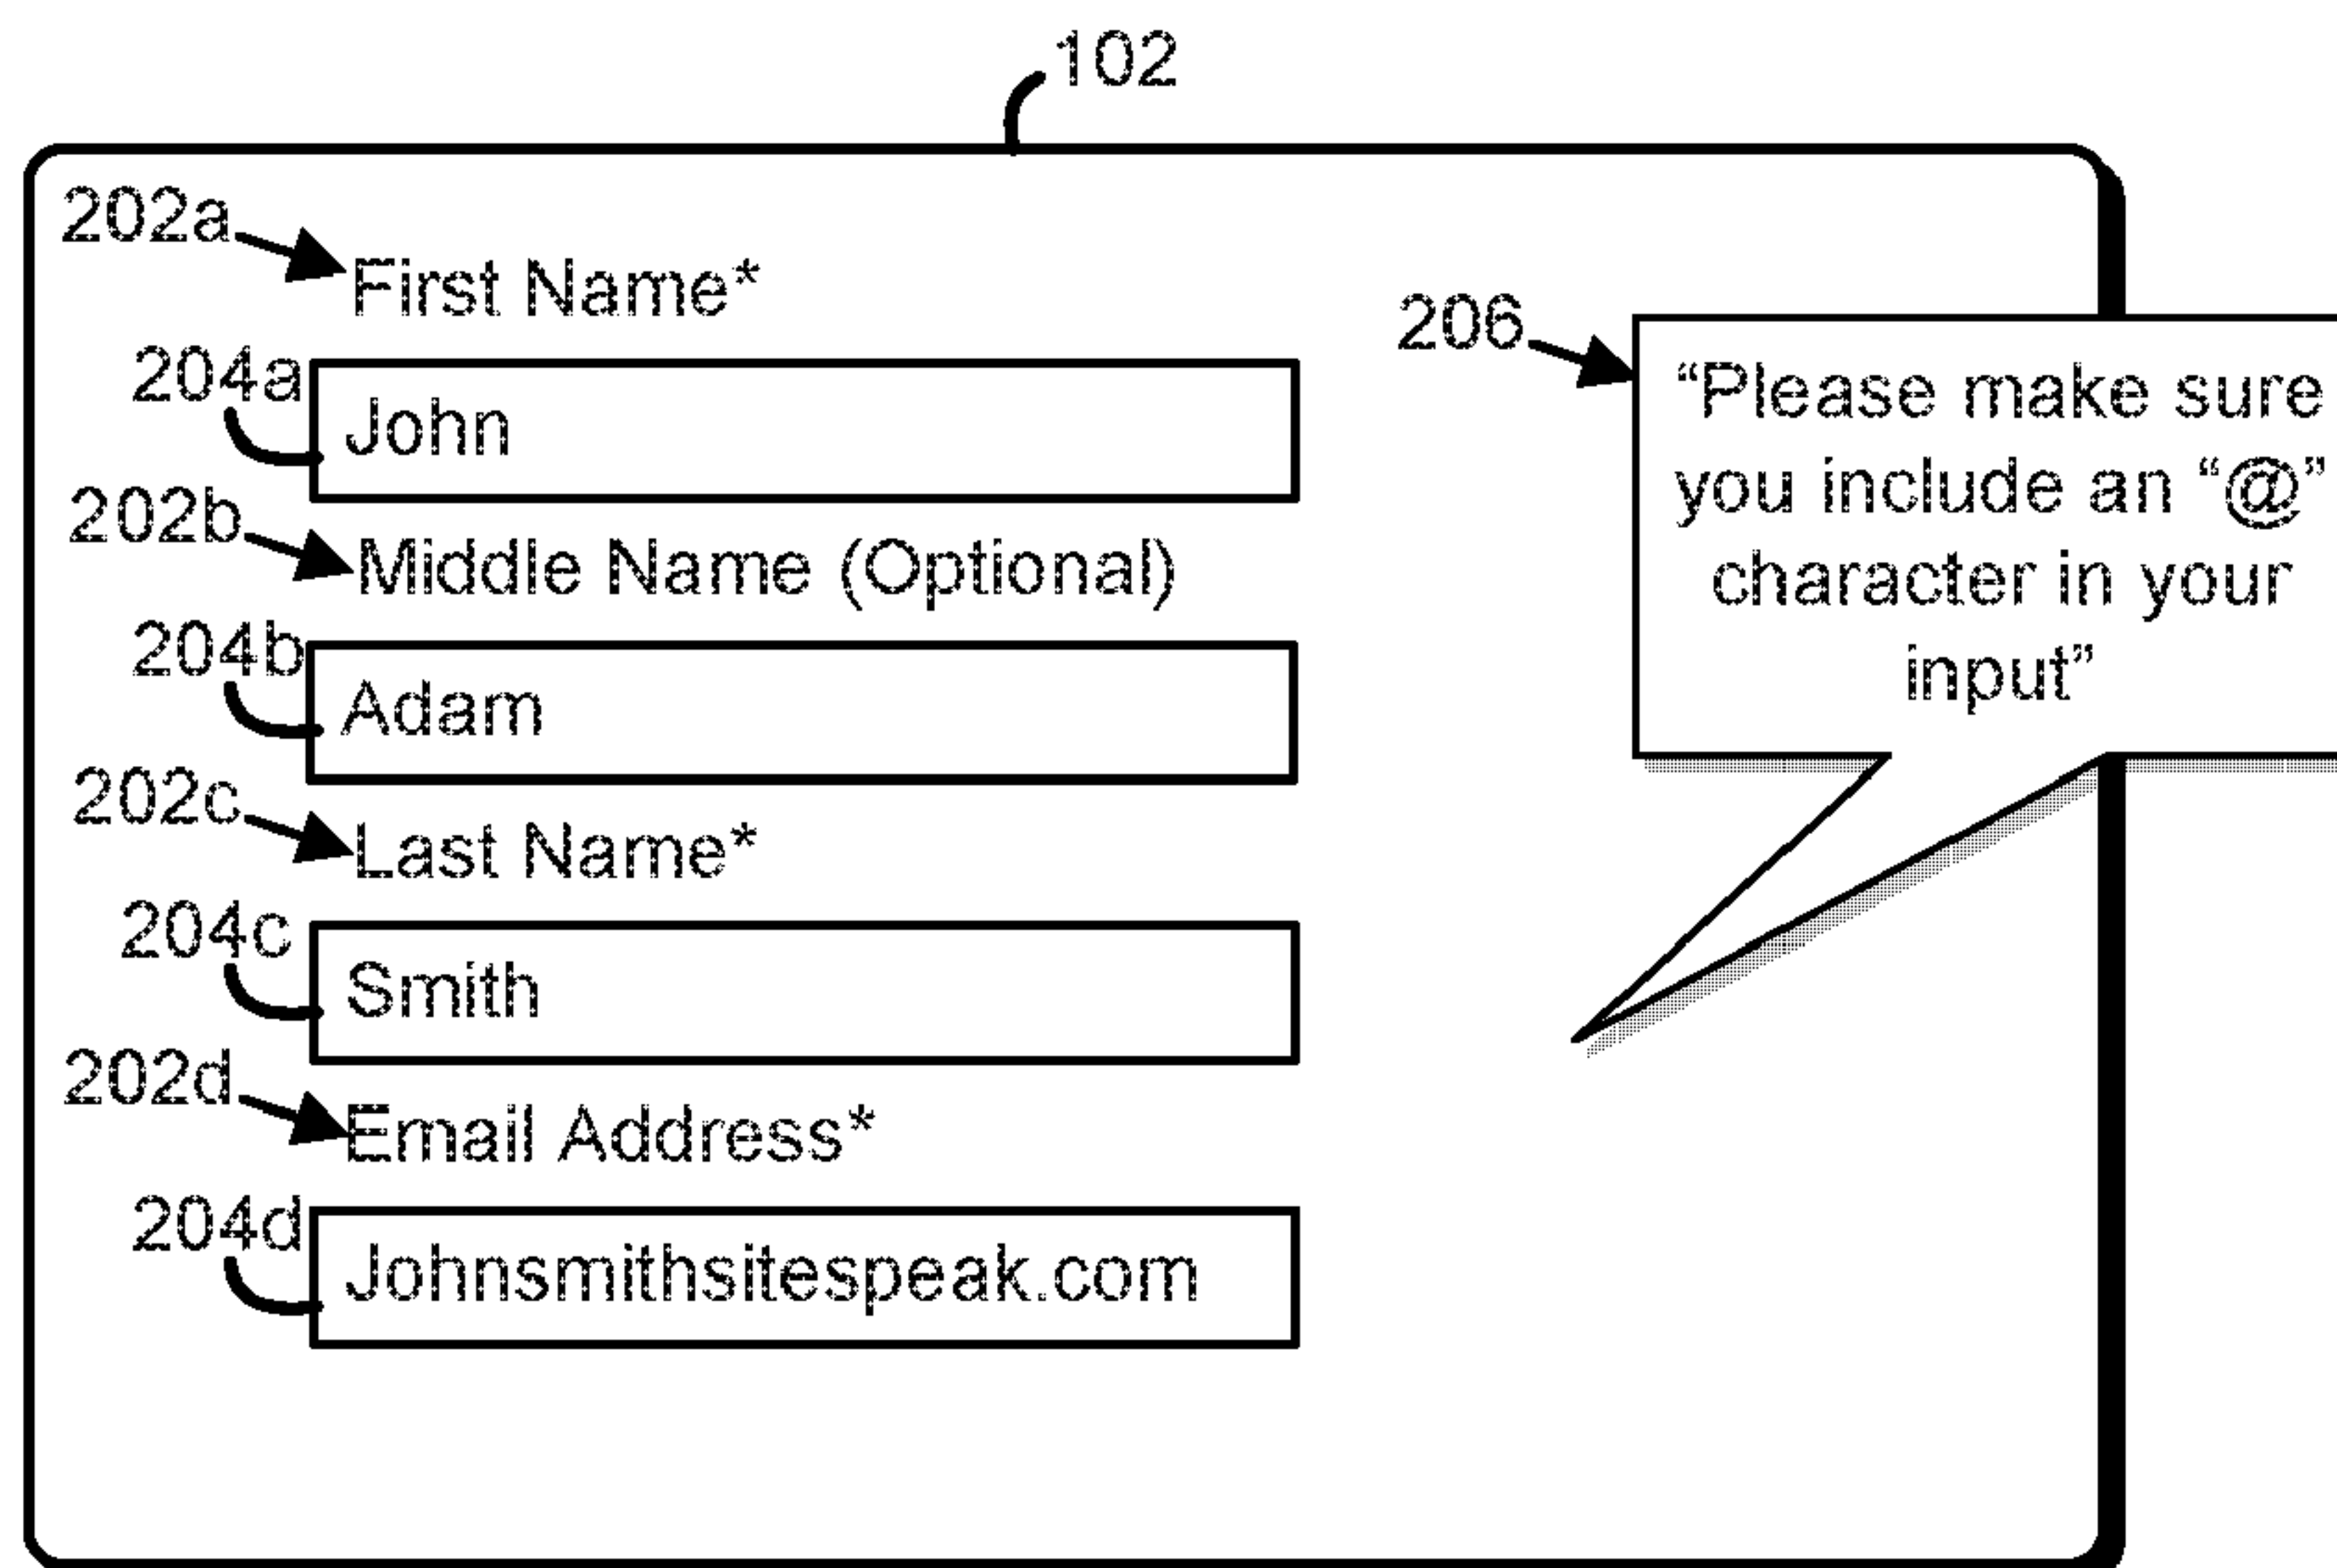 102
202a
First Name*
204a
John
202b
Middle Name (Optional)
204b
Adam
202c
Last Name*
204c
Smith
202d
Email Address*
204d
Johnsmithsitespeak.com
206
“Please make sure
you include an “@”
character in your
input”